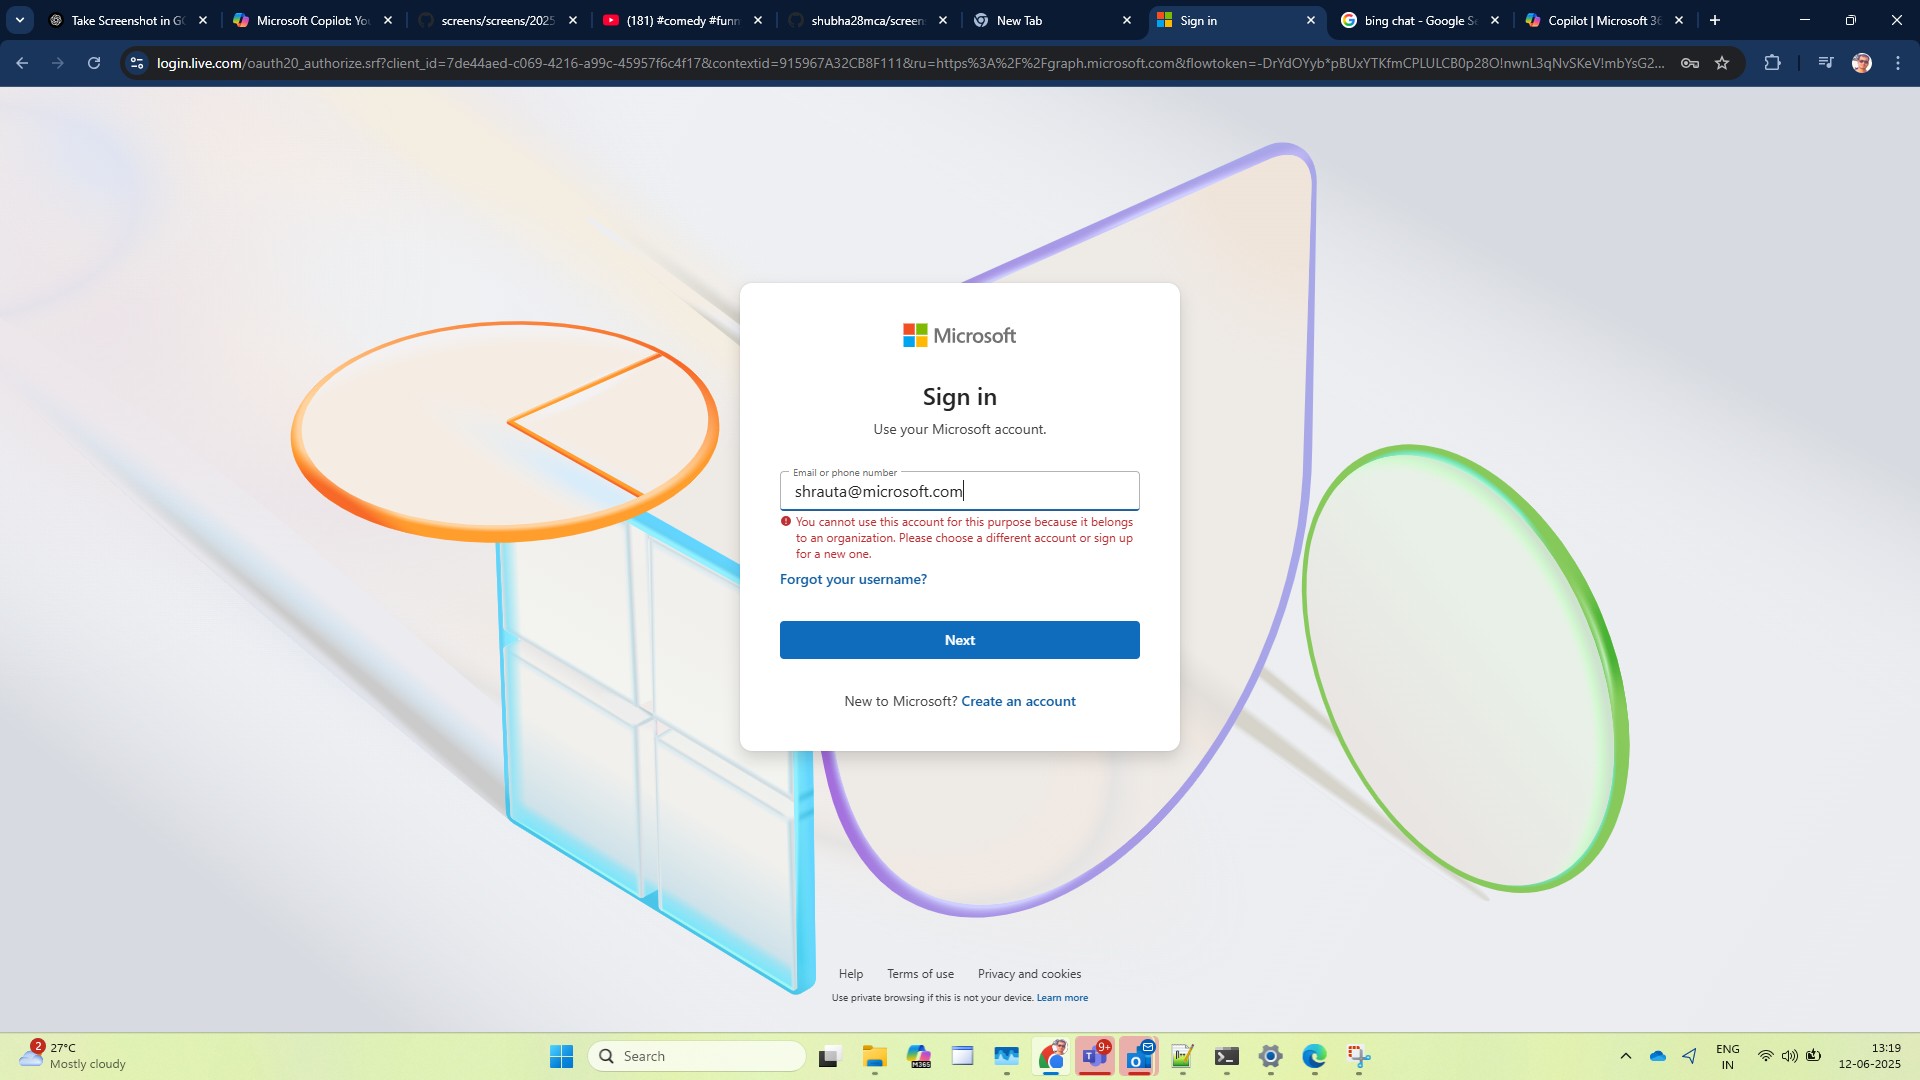 Take Screenshot in GC
Microsoft Copilot: Yo
screens/screens/2025
(181) #comedy #funn
shubha28mca/screen
New Tab
Sign in
bing chat - Google Se
Copilot | Microsoft 36
login.live.com/oauth20_authorize.srf?client_id=7de44aed-c069-4216-a99c-45957f6c4f17&contextid=915967A32CB8F111&ru=https%3A%2F%2Fgraph.microsoft.com&flowtoken=-DrYdOYyb*pBUxYTKfmCPLULCB0p28O!nwnL3qNvSKeV!mbYsG2...
Microsoft
Sign in
Use your Microsoft account.
Email or phone number
shrauta@microsoft.com
You cannot use this account for this purpose because it belongs
to an organization. Please choose a different account or sign up
for a new one.
Forgot your username?
Next
New to Microsoft? Create an account
Help Terms of use Privacy and cookies
Use private browsing if this is not your device. Learn more
2
27°C
Mostly cloudy
Search
M365
9+
ENG
IN
13:19
12-06-2025